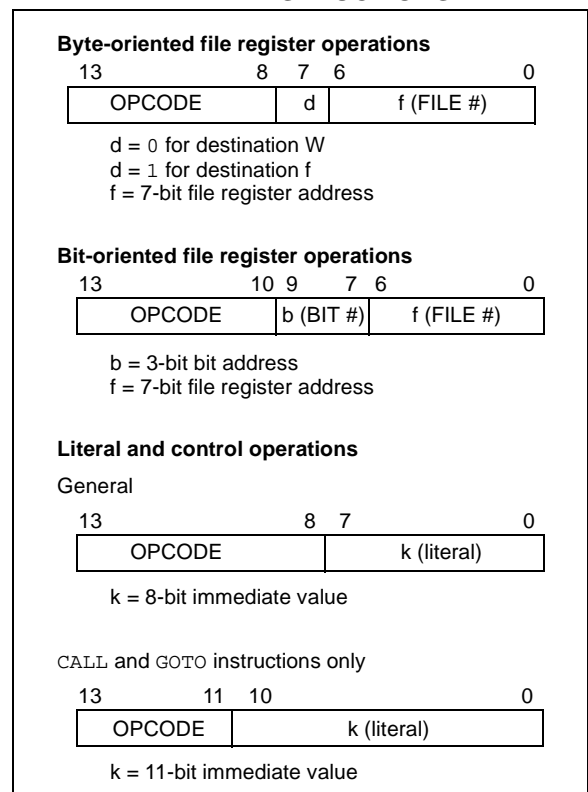 Byte-oriented file register operations
13 8 7 6 0
OPCODE d f (FILE #)
d = 0 for destination W
d = 1 for destination f
f = 7-bit file register address
Bit-oriented file register operations
13 10 9 7 6 0
OPCODE b (BIT #) f (FILE #)
b = 3-bit bit address
f = 7-bit file register address
Literal and control operations
General
13 8 7 0
OPCODE k (literal)
k = 8-bit immediate value
CALL and GOTO instructions only
13 11 10 0
OPCODE k (literal)
k = 11-bit immediate value